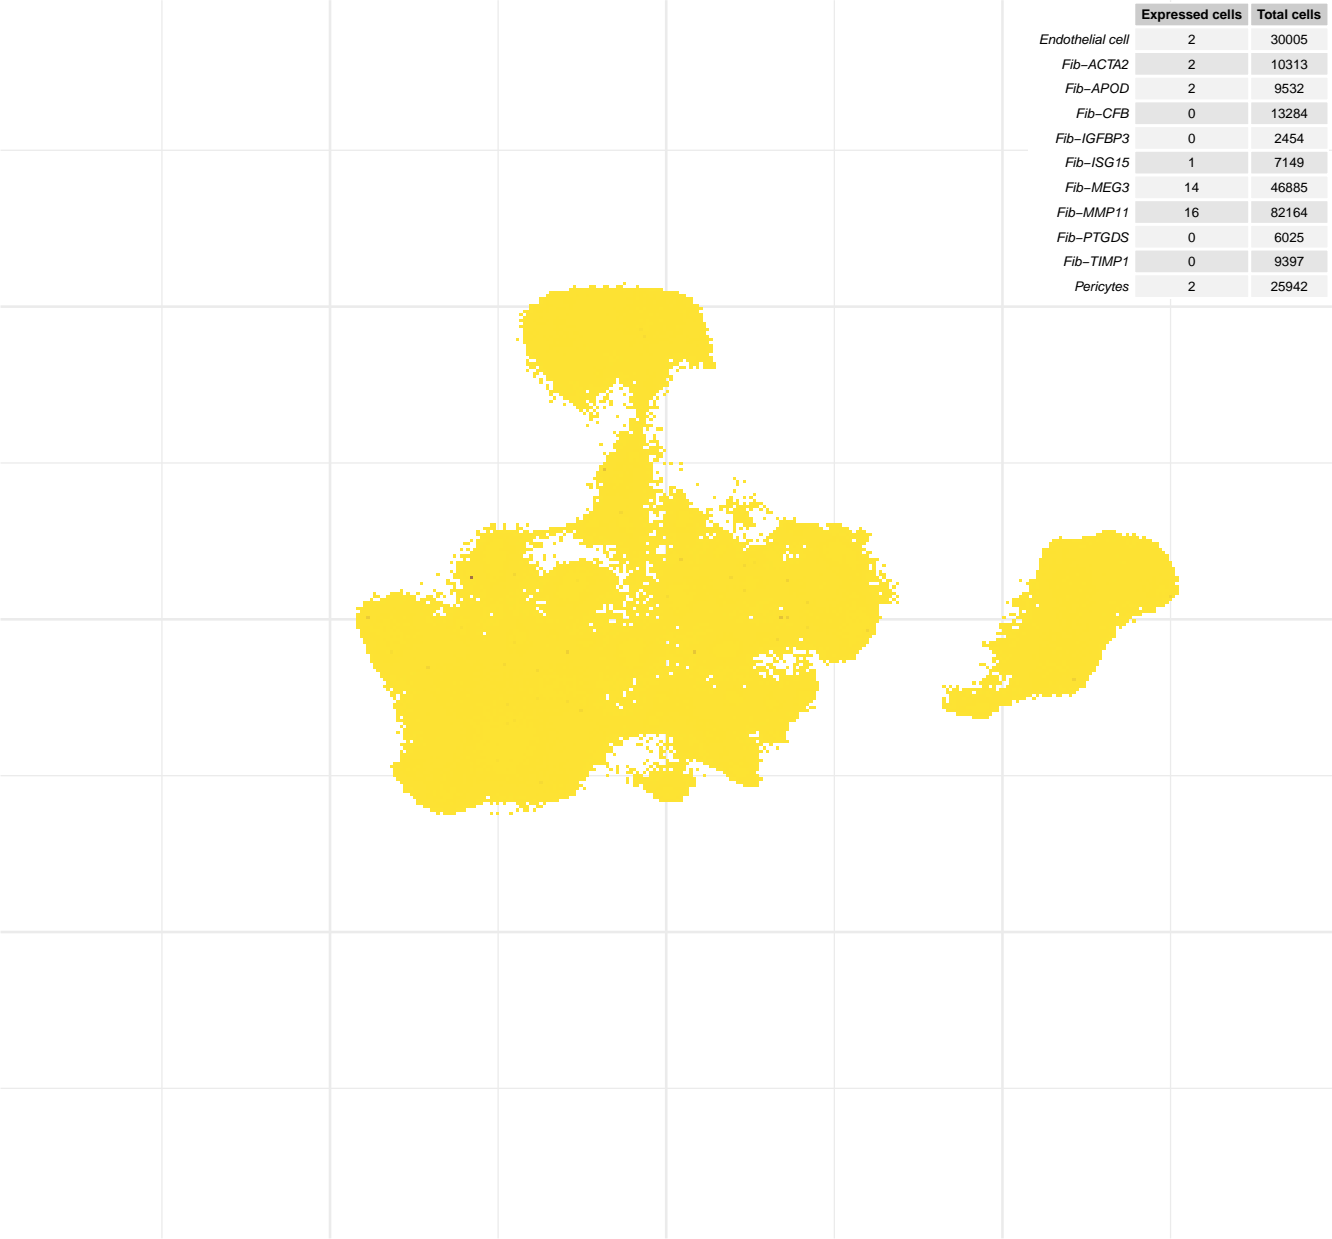 Expressed cells Total cells
Endothelial cell 2 30005
Fib−ACTA2 2 10313
Fib−APOD 2 9532
Fib−CFB 0 13284
Fib−IGFBP3 0 2454
Fib−ISG15 1 7149
Fib−MEG3 14 46885
Fib−MMP11 16 82164
Fib−PTGDS 0 6025
Fib−TIMP1 0 9397
Pericytes 2 25942